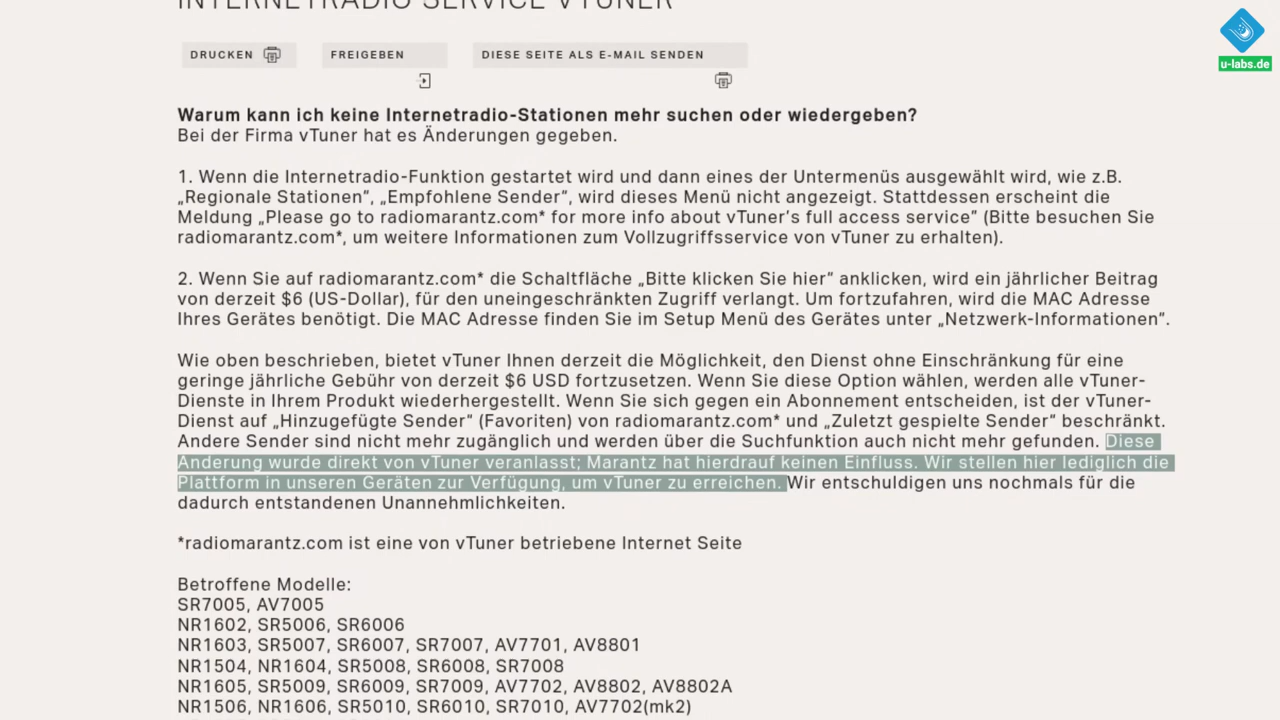 INTERNETRADIO SERVICE VTUNER
u-labs.de
DRUCKEN
FREIGEBEN
DIESE SEITE ALS E-MAIL SENDEN
Warum kann ich keine Internetradio-Stationen mehr suchen oder wiedergeben?
Bei der Firma vTuner hat es Änderungen gegeben.
1. Wenn die Internetradio-Funktion gestartet wird und dann eines der Untermenüs ausgewählt wird, wie z.B.
„Regionale Stationen“, „Empfohlene Sender“, wird dieses Menü nicht angezeigt. Stattdessen erscheint die
Meldung „Please go to radiomarantz.com* for more info about vTuner’s full access service” (Bitte besuchen Sie
radiomarantz.com*, um weitere Informationen zum Vollzugriffsservice von vTuner zu erhalten).
2. Wenn Sie auf radiomarantz.com* die Schaltfläche „Bitte klicken Sie hier“ anklicken, wird ein jährlicher Beitrag
von derzeit $6 (US-Dollar), für den uneingeschränkten Zugriff verlangt. Um fortzufahren, wird die MAC Adresse
Ihres Gerätes benötigt. Die MAC Adresse finden Sie im Setup Menü des Gerätes unter „Netzwerk-Informationen”.
Wie oben beschrieben, bietet vTuner Ihnen derzeit die Möglichkeit, den Dienst ohne Einschränkung für eine
geringe jährliche Gebühr von derzeit $6 USD fortzusetzen. Wenn Sie diese Option wählen, werden alle vTuner-
Dienste in Ihrem Produkt wiederhergestellt. Wenn Sie sich gegen ein Abonnement entscheiden, ist der vTuner-
Dienst auf „Hinzugefügte Sender“ (Favoriten) von radiomarantz.com* und „Zuletzt gespielte Sender“ beschränkt.
Andere Sender sind nicht mehr zugänglich und werden über die Suchfunktion auch nicht mehr gefunden. Diese
Änderung wurde direkt von vTuner veranlasst; Marantz hat hierdrauf keinen Einfluss. Wir stellen hier lediglich die
Plattform in unseren Geräten zur Verfügung, um vTuner zu erreichen. Wir entschuldigen uns nochmals für die
dadurch entstandenen Unannehmlichkeiten.
*radiomarantz.com ist eine von vTuner betriebene Internet Seite
Betroffene Modelle:
SR7005, AV7005
NR1602, SR5006, SR6006
NR1603, SR5007, SR6007, SR7007, AV7701, AV8801
NR1504, NR1604, SR5008, SR6008, SR7008
NR1605, SR5009, SR6009, SR7009, AV7702, AV8802, AV8802A
NR1506, NR1606, SR5010, SR6010, SR7010, AV7702(mk2)